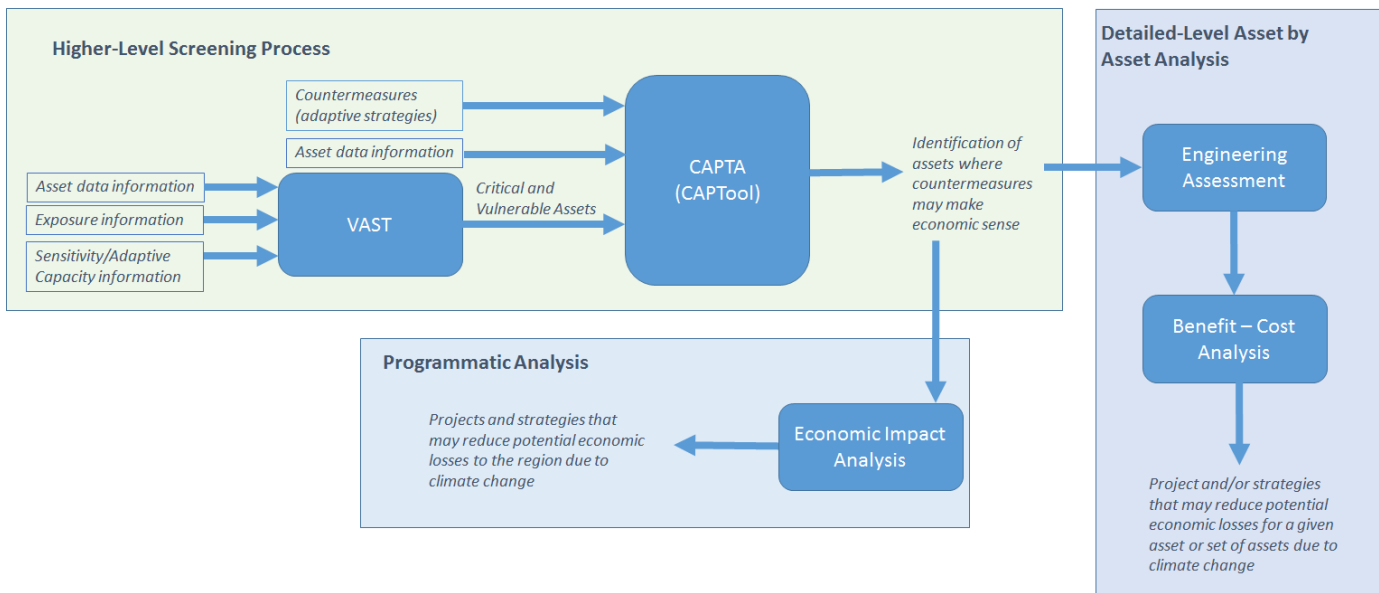 Higher-Level Screening Process
Countermeasures
(adaptive strategies)
Asset data information
Asset data information
Exposure information
Sensitivity/Adaptive
Capacity information
VAST
Critical and
Vulnerable Assets
CAPTA
(CAPTool)
Identification of
assets where
countermeasures
may make
economic sense
Programmatic Analysis
Economic Impact
Analysis
Projects and strategies that
may reduce potential economic
losses to the region due to
climate change
Detailed-Level Asset by
Asset Analysis
Engineering
Assessment
Benefit – Cost
Analysis
Project and/or strategies
that may reduce potential
economic losses for a given
asset or set of assets due to
climate change